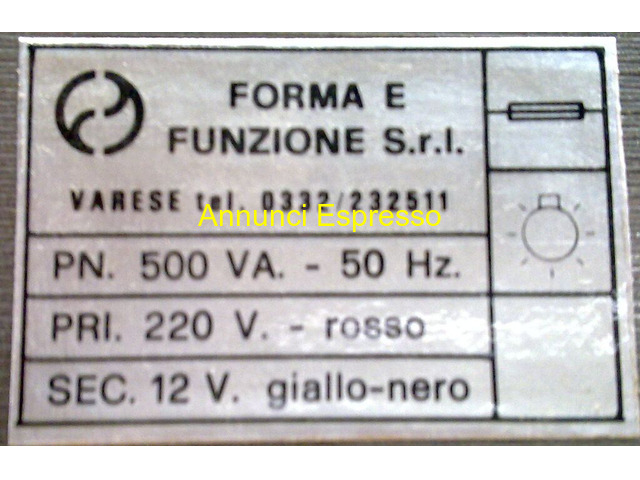 FORMA E
FUNZIONE S.r.l.
VARESE tel. 0332/232511
Annunci Espresso
PN. 500 VA. - 50 Hz.
PRI. 220 V. - rosso
SEC. 12 V. giallo-nero